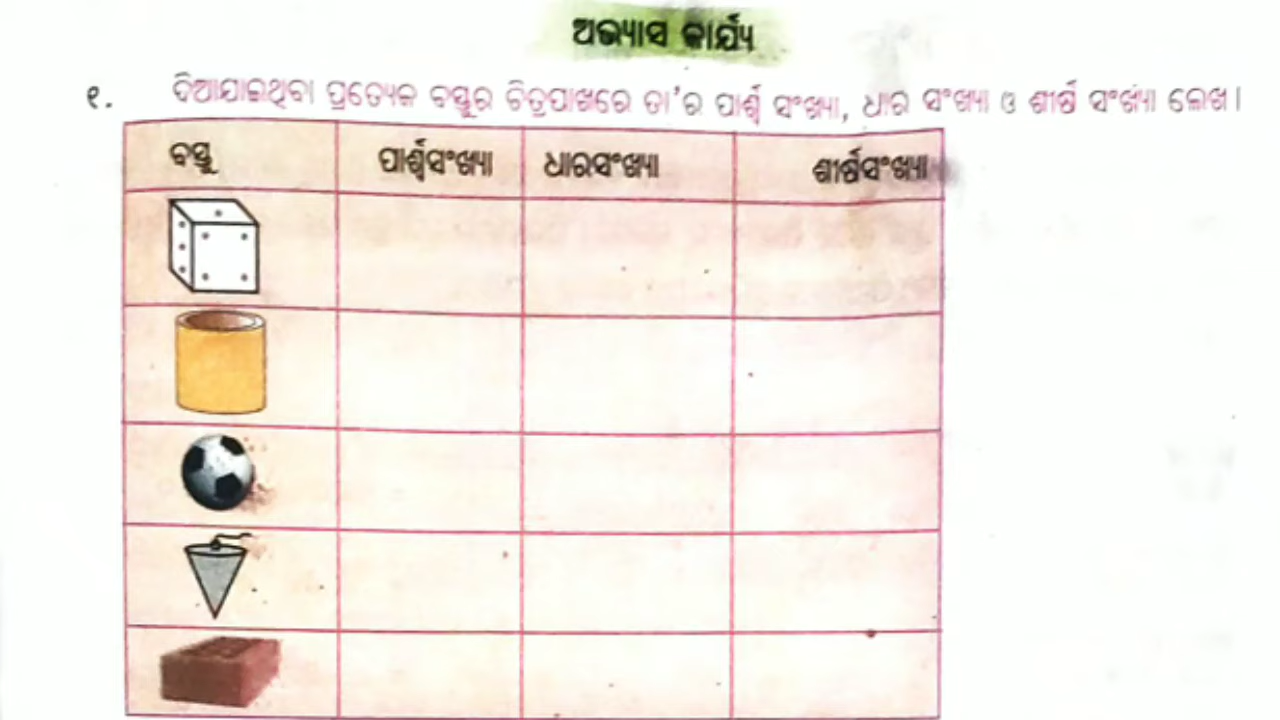 ଅଭ୍ୟାସ କାର୍ଯ୍ୟ
୧. ଦିଆଯାଇଥିବା ପ୍ରତ୍ୟେକ ବସ୍ତୁର ଚିତ୍ରପାଖରେ ତା'ର ପାର୍ଶ୍ୱ ସଂଖ୍ୟା, ଧାର ସଂଖ୍ୟା ଓ ଶୀର୍ଷ ସଂଖ୍ୟା ଲେଖ।
ବସ୍ତୁ ପାର୍ଶ୍ୱସଂଖ୍ୟା ଧାରସଂଖ୍ୟା ଶୀର୍ଷସଂଖ୍ୟା